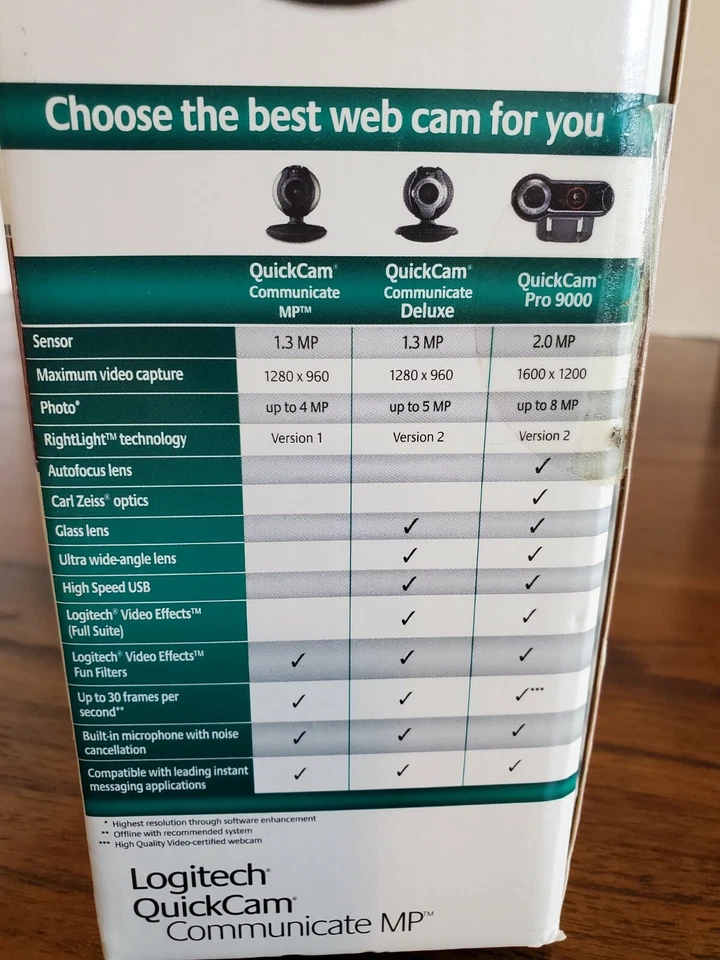 Choose the best web cam for you
QuickCam® Communicate MP™ QuickCam® Communicate Deluxe QuickCam® Pro 9000
Sensor 1.3 MP 1.3 MP 2.0 MP
Maximum video capture 1280 x 960 1280 x 960 1600 x 1200
Photo* up to 4 MP up to 5 MP up to 8 MP
RightLight™ technology Version 1 Version 2 Version 2
Autofocus lens ✓
Carl Zeiss® optics ✓
Glass lens ✓ ✓
Ultra wide-angle lens ✓ ✓
High Speed USB ✓ ✓
Logitech® Video Effects™
(Full Suite) ✓ ✓
Logitech® Video Effects™
Fun Filters ✓ ✓ ✓
Up to 30 frames per
second** ✓ ✓ ✓***
Built-in microphone with noise
cancellation ✓ ✓ ✓
Compatible with leading instant
messaging applications ✓ ✓ ✓
* Highest resolution through software enhancement
** Offline with recommended system
*** High Quality Video-certified webcam
Logitech®
QuickCam®
Communicate MP™